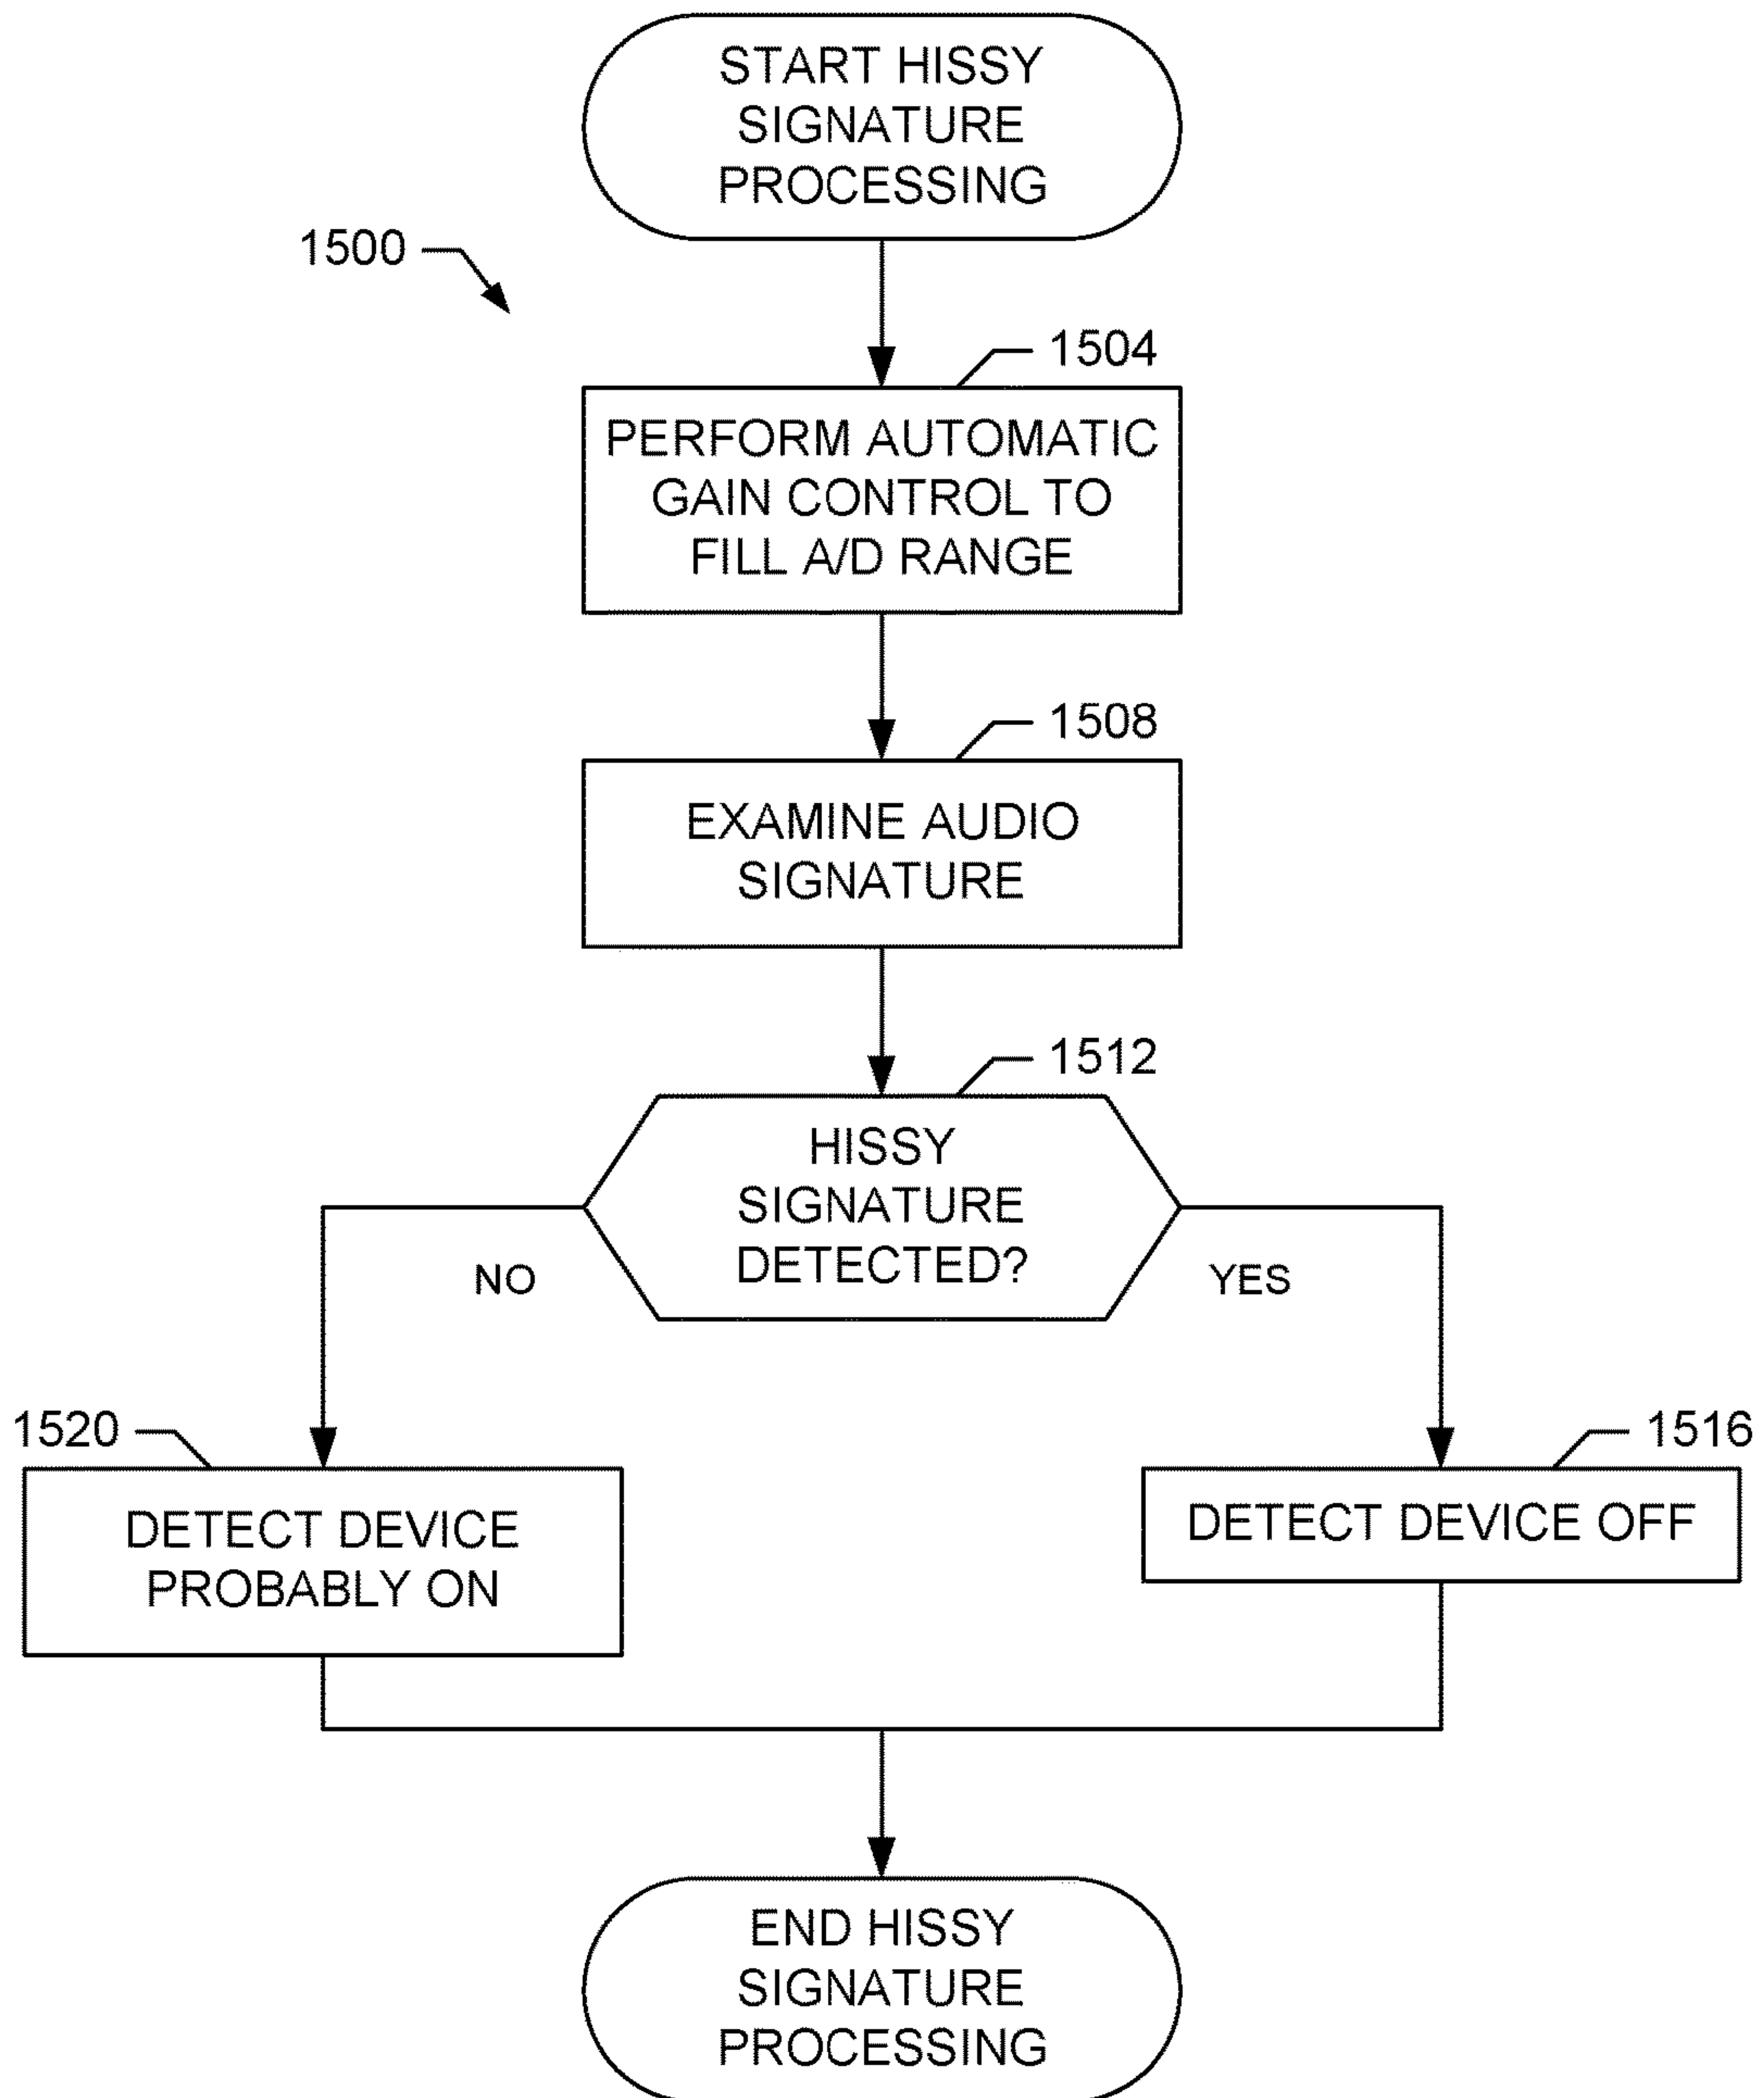 START HISSY
SIGNATURE
PROCESSING
1500
1504
PERFORM AUTOMATIC
GAIN CONTROL TO
FILL A/D RANGE
1508
EXAMINE AUDIO
SIGNATURE
1512
HISSY
SIGNATURE
DETECTED?
NO
YES
1520
1516
DETECT DEVICE
PROBABLY ON
DETECT DEVICE OFF
END HISSY
SIGNATURE
PROCESSING